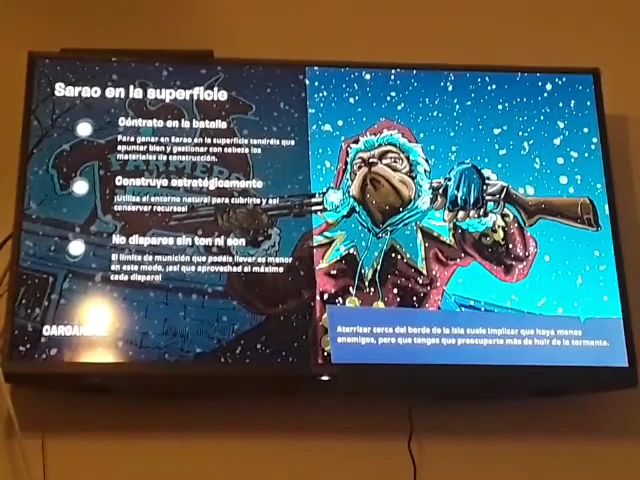 Sarao en la superficie
Céntrate en la batalla
Para ganar en Sarao en la superficie tendréis que
apuntar bien y gestionar con cabeza los
materiales de construcción.
FARMERS
Construye estratégicamente
¡Utiliza el entorno natural para cubrirte y así
conservar recursos!
No dispares sin ton ni son
El límite de munición que podéis llevar es menor
en este modo, ¡así que aprovechad al máximo
cada disparo!
Aterrizar cerca del borde de la isla suele implicar que haya menos
enemigos, pero que tengas que preocuparte más de huir de la tormenta.